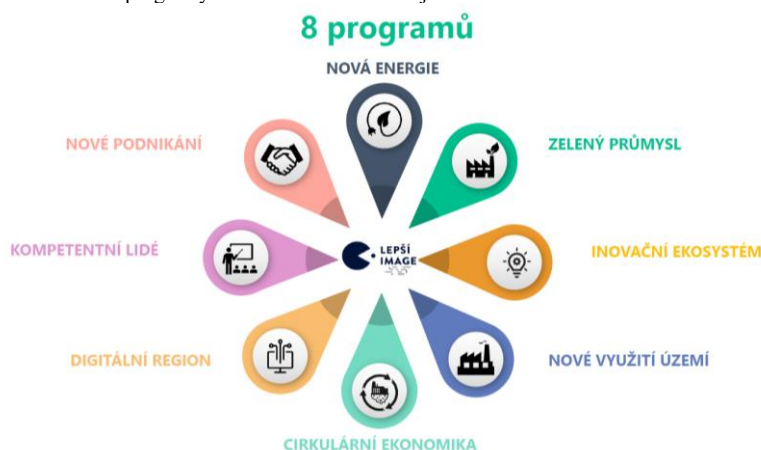 8 programů
NOVÁ ENERGIE
NOVÉ PODNIKÁNÍ
ZELENÝ PRŮMYSL
KOMPETENTNÍ LIDÉ
LEPŠÍ
IMAGE
INOVAČNÍ EKOSYSTÉM
DIGITÁLNÍ REGION
NOVÉ VYUŽITÍ ÚZEMÍ
CIRKULÁRNÍ EKONOMIKA